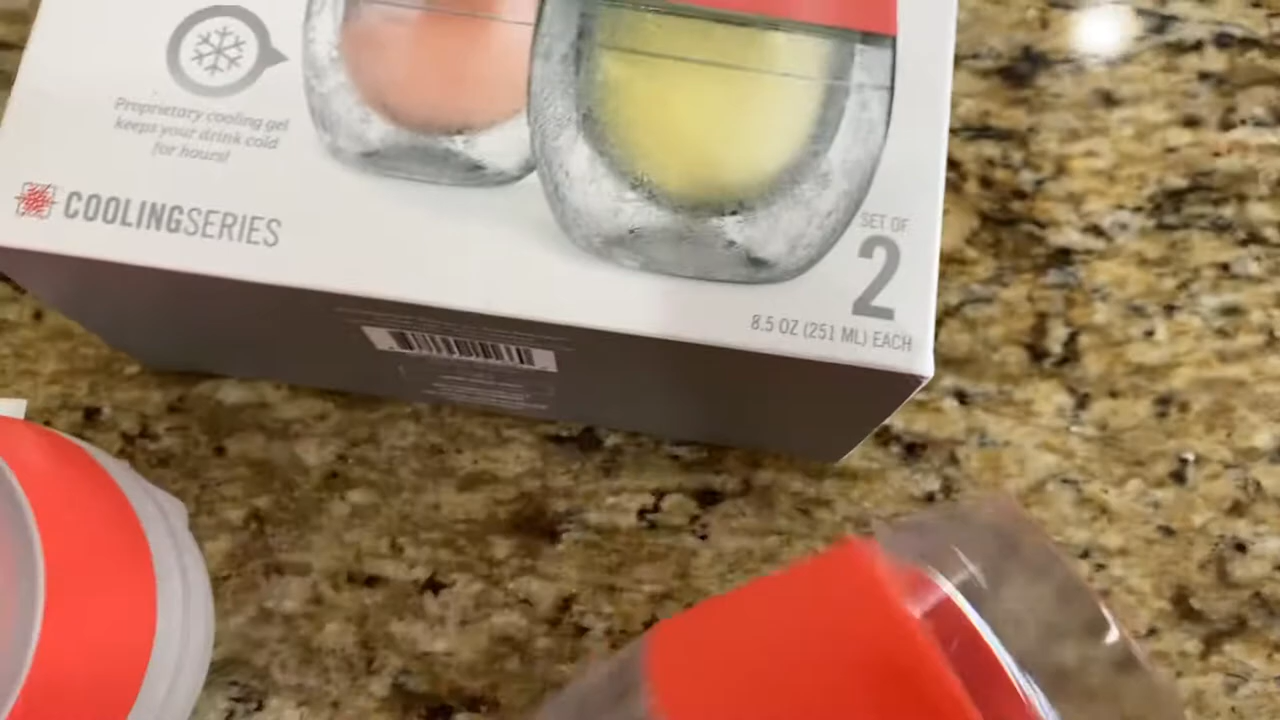 Proprietary cooling gel
keeps your drink cold
for hours!
COOLINGSERIES
SET OF
2
8.5 OZ (251 ML) EACH